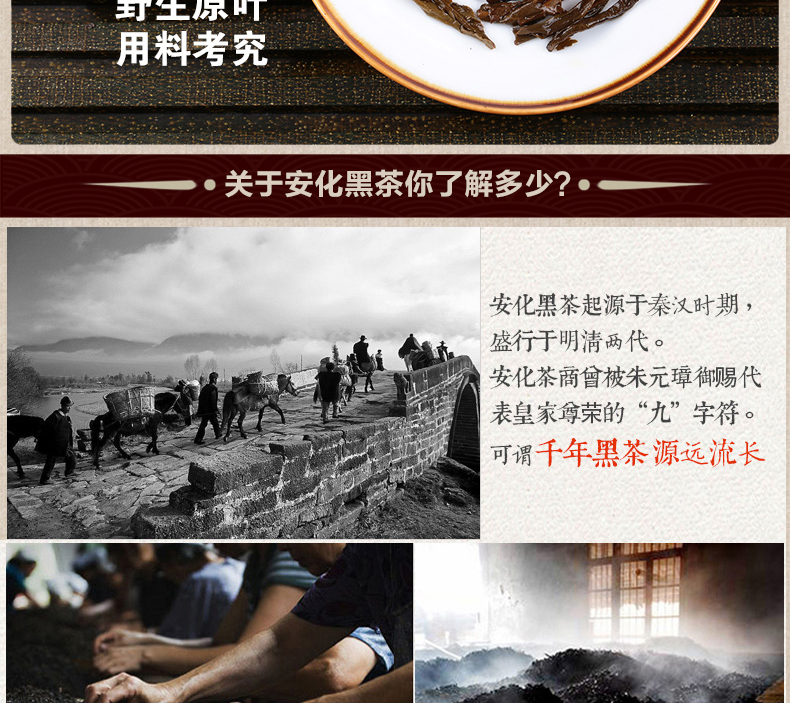 野生原叶
用料考究
关于安化黑茶你了解多少?
安化黑茶起源于秦汉时期，
盛行于明清两代。
安化茶商曾被朱元璋御赐代
表皇家尊荣的“九”字符。
可谓千年黑茶源远流长